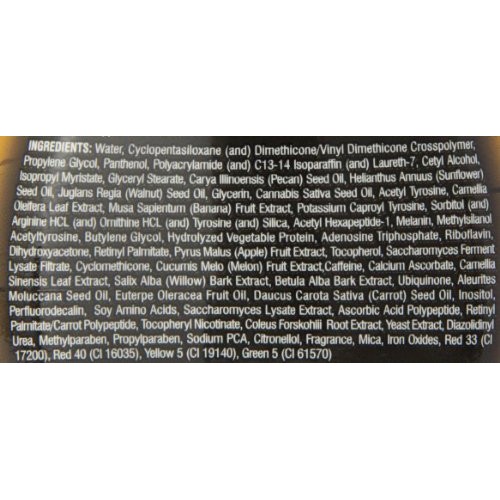 INGREDIENTS: Water, Cyclopentasiloxane (and) Dimethicone/Vinyl Dimethicone Crosspolymer,
Propylene Glycol, Panthenol, Polyacrylamide (and) C13-14 Isoparaffin (and) Laureth-7, Cetyl Alcohol,
Isopropyl Myristate, Glyceryl Stearate, Carya Illinoensis (Pecan) Seed Oil, Helianthus Annuus (Sunflower)
Seed Oil, Juglans Regia (Walnut) Seed Oil, Glycerin, Cannabis Sativa Seed Oil, Acetyl Tyrosine, Camellia
Oleifera Leaf Extract, Musa Sapientum (Banana) Fruit Extract, Potassium Caproyl Tyrosine, Sorbitol (and)
Arginine HCL (and) Ornithine HCL (and) Tyrosine (and) Silica, Acetyl Hexapeptide-1, Melanin, Methylsilanol
Acetyltyrosine, Butylene Glycol, Hydrolyzed Vegetable Protein, Adenosine Triphosphate, Riboflavin,
Dihydroxyacetone, Retinyl Palmitate, Pyrus Malus (Apple) Fruit Extract, Tocopherol, Saccharomyces Ferment
Lysate Filtrate, Cyclomethicone, Cucumis Melo (Melon) Fruit Extract,Caffeine, Calcium Ascorbate, Camellia
Sinensis Leaf Extract, Salix Alba (Willow) Bark Extract, Betula Alba Bark Extract, Ubiquinone, Aleurites
Moluccana Seed Oil, Euterpe Oleracea Fruit Oil, Daucus Carota Sativa (Carrot) Seed Oil, Inositol,
Perfluorodecalin, Soy Amino Acids, Saccharomyces Lysate Extract, Ascorbic Acid Polypeptide, Retinyl
Palmitate/Carrot Polypeptide, Tocopheryl Nicotinate, Coleus Forskohlii Root Extract, Yeast Extract, Diazolidinyl
Urea, Methylparaben, Propylparaben, Sodium PCA, Citronellol, Fragrance, Mica, Iron Oxides, Red 33 (CI
17200), Red 40 (CI 16035), Yellow 5 (CI 19140), Green 5 (CI 61570)